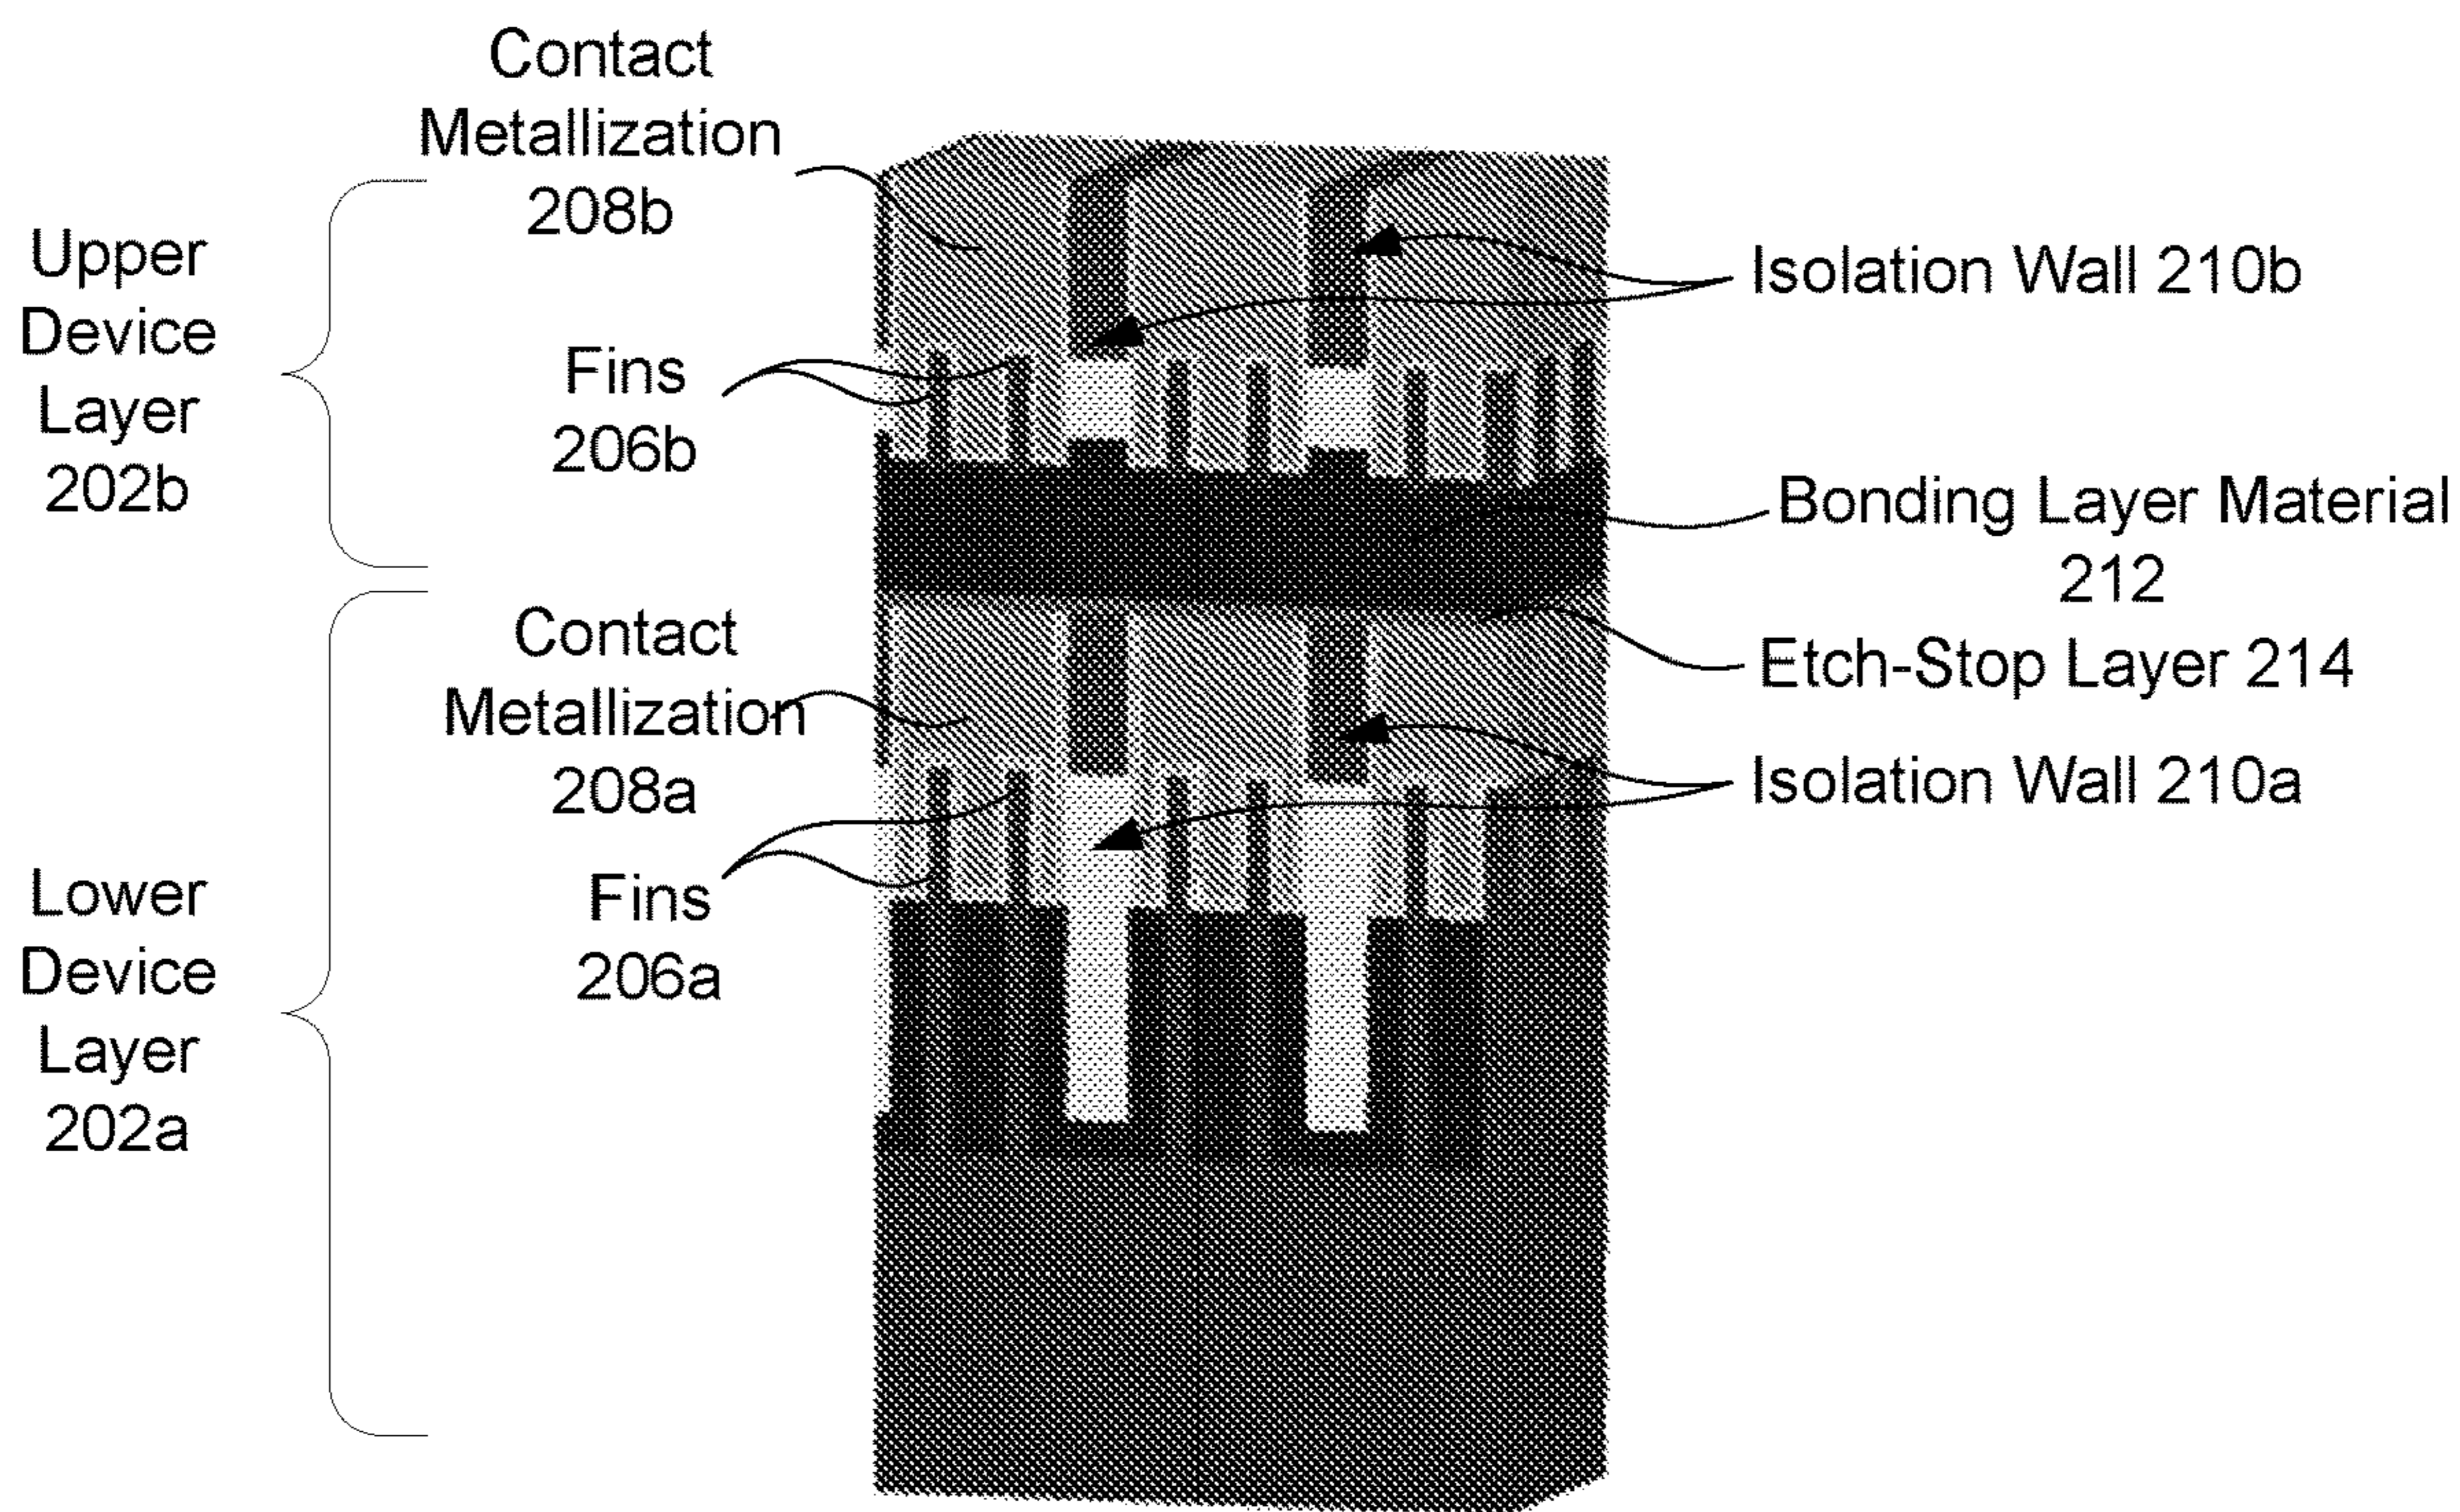 Contact
Metallization
208b
Upper
Device
Layer
202b
Fins
206b
Isolation Wall 210b
Bonding Layer Material
212
Etch-Stop Layer 214
Contact
Metallization
208a
Isolation Wall 210a
Fins
206a
Lower
Device
Layer
202a